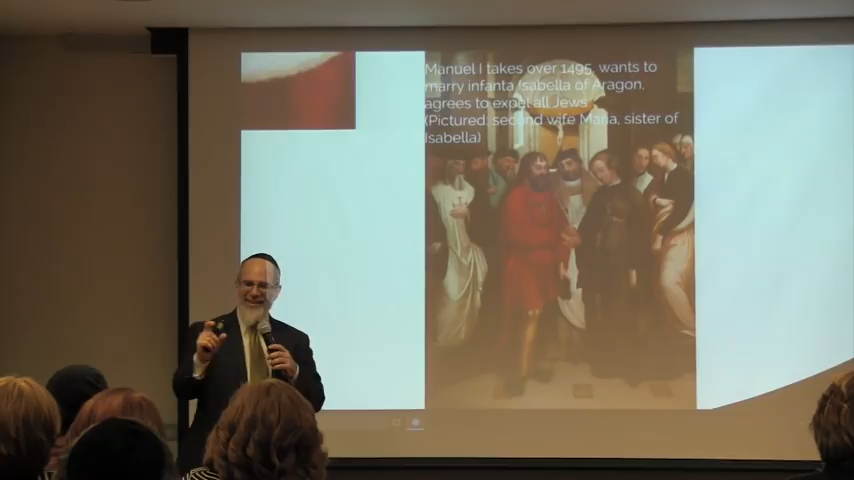 Manuel I takes over 1495, wants to
marry infanta Isabella of Aragon,
agrees to expel all Jews
(Pictured: second wife Maria, sister of
Isabella)